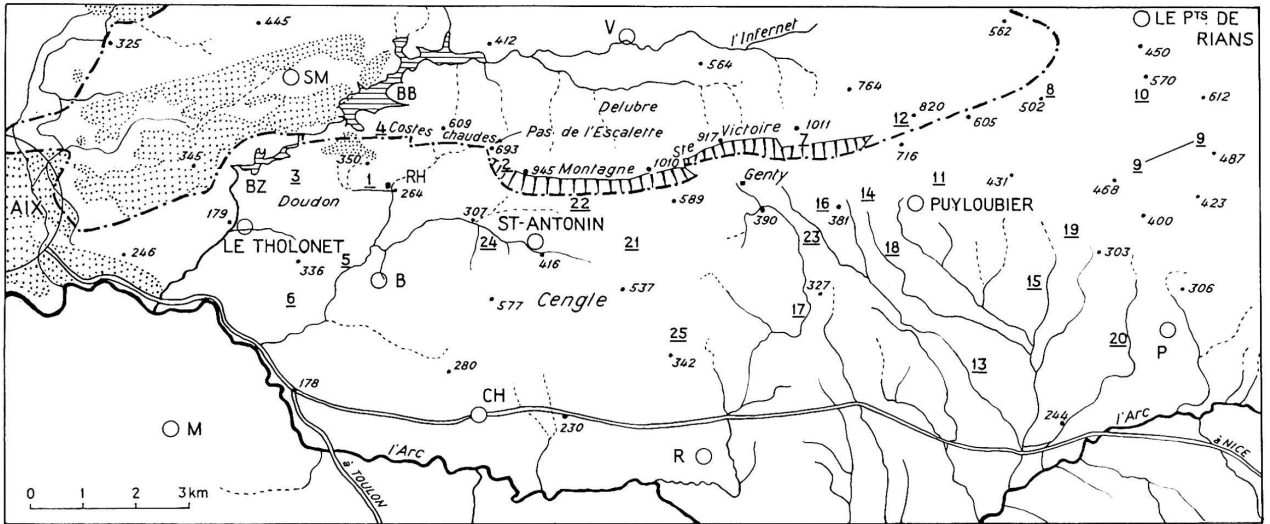 445
325
412
V
l'Infernet
562
LE PTS DE
RIANS
450
570
10
612
SM
BB
564
Delubre
764
502
8
12
820
605
4
Costes
chaudes
609
693
Pas de l'Escalette
917
Ste
Victoire
1011
7
716
345
350
3
1
RH
264
2
945
Montagne
1010
Genty
9
9
487
AIX
BZ
Doudon
179
LE THOLONET
307
22
ST-ANTONIN
589
390
16
381
14
11
PUYLOUBIER
431
468
423
400
246
336
5
24
416
21
23
18
19
303
B
6
577
Cengle
537
327
17
15
306
280
25
342
13
20
P
178
CH
230
244
l'Arc
M
l'Arc
R
à NICE
à TOULON
0 1 2 3 km